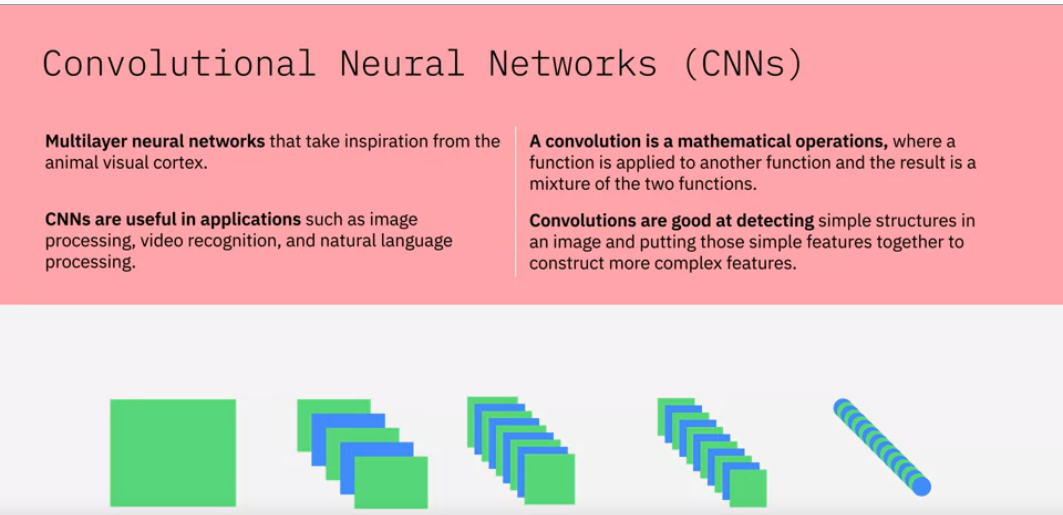 Convolutional Neural Networks (CNNs)
Multilayer neural networks that take inspiration from the
animal visual cortex.
CNNs are useful in applications such as image
processing, video recognition, and natural language
processing.
A convolution is a mathematical operations, where a
function is applied to another function and the result is a
mixture of the two functions.
Convolutions are good at detecting simple structures in
an image and putting those simple features together to
construct more complex features.